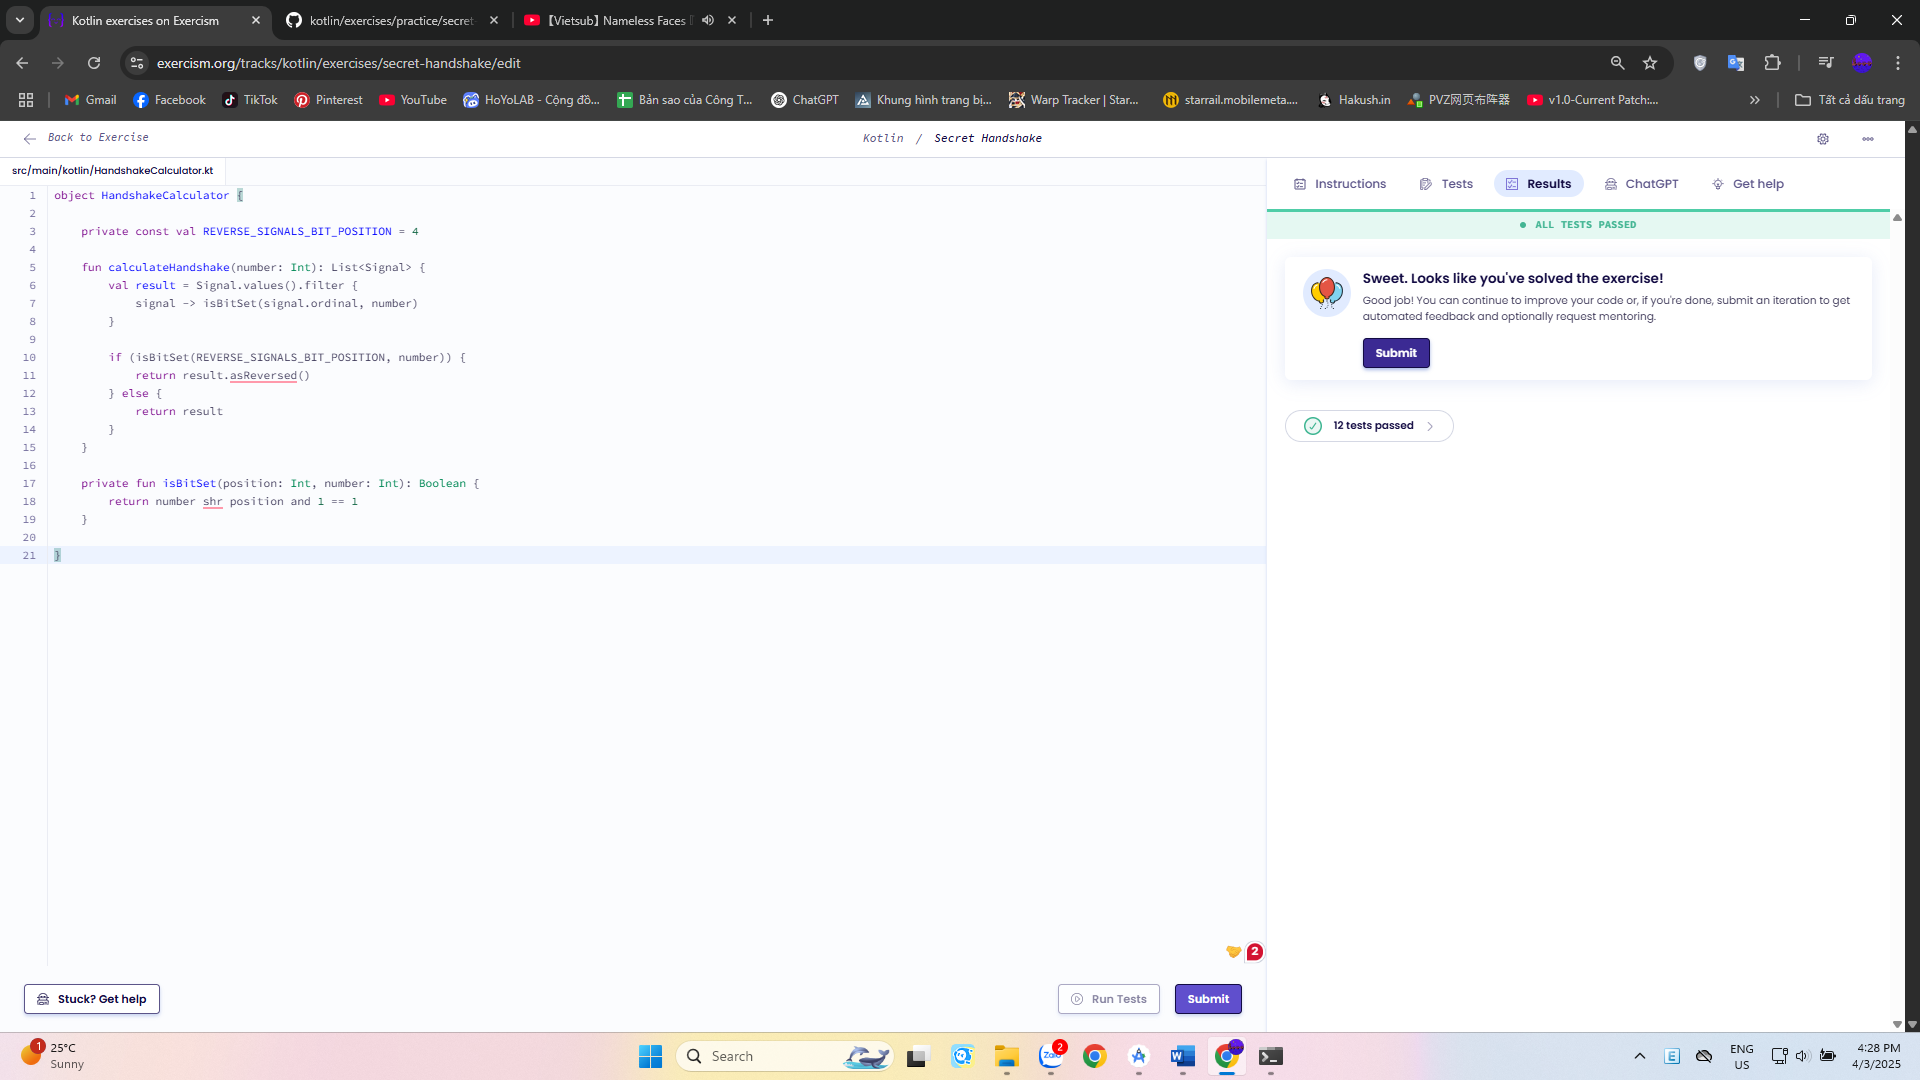 Kotlin exercises on Exercism
kotlin/exercises/practice/secret-
【Vietsub】Nameless Faces
exercism.org/tracks/kotlin/exercises/secret-handshake/edit
Gmail
Facebook
TikTok
Pinterest
YouTube
HoYoLAB - Cộng đồ...
Bản sao của Công T...
ChatGPT
Khung hình trang bị...
Warp Tracker | Star...
starrail.mobilemeta....
Hakush.in
PVZ网页布阵器
v1.0-Current Patch:...
Tất cả dấu trang
Back to Exercise
Kotlin / Secret Handshake
src/main/kotlin/HandshakeCalculator.kt
1 object HandshakeCalculator {
2
3 private const val REVERSE_SIGNALS_BIT_POSITION = 4
4
5 fun calculateHandshake(number: Int): List<Signal> {
6 val result = Signal.values().filter {
7 signal -> isBitSet(signal.ordinal, number)
8 }
9
10 if (isBitSet(REVERSE_SIGNALS_BIT_POSITION, number)) {
11 return result.asReversed()
12 } else {
13 return result
14 }
15 }
16
17 private fun isBitSet(position: Int, number: Int): Boolean {
18 return number shr position and 1 == 1
19 }
20
21 }
Instructions
Tests
Results
ChatGPT
Get help
ALL TESTS PASSED
Sweet. Looks like you've solved the exercise!
Good job! You can continue to improve your code or, if you're done, submit an iteration to get
automated feedback and optionally request mentoring.
Submit
12 tests passed
2
Stuck? Get help
Run Tests
Submit
1
25°C
Sunny
Search
Zalo
2
ENG
US
4:28 PM
4/3/2025